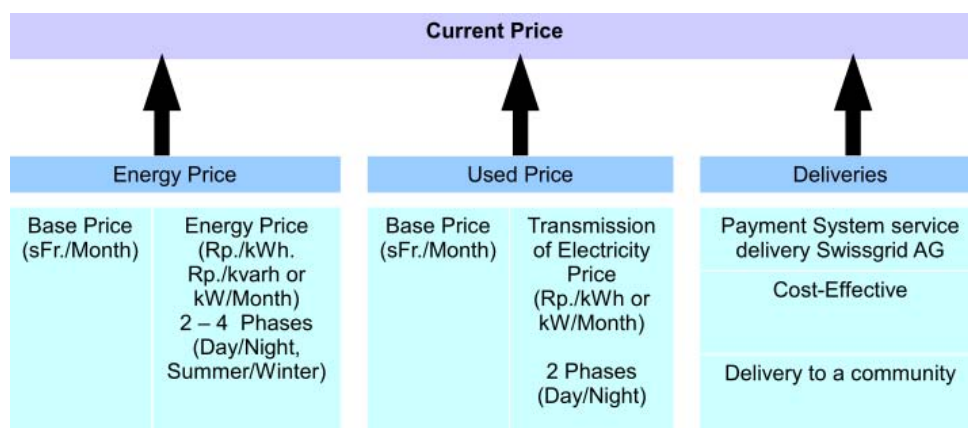 Current Price
Energy Price
Used Price
Deliveries
Base Price
(sFr./Month)
Energy Price
(Rp./kWh.
Rp./kvarh or
kW/Month)
2 – 4 Phases
(Day/Night,
Summer/Winter)
Base Price
(sFr./Month)
Transmission
of Electricity
Price
(Rp./kWh or
kW/Month)
2 Phases
(Day/Night)
Payment System service
delivery Swissgrid AG
Cost-Effective
Delivery to a community